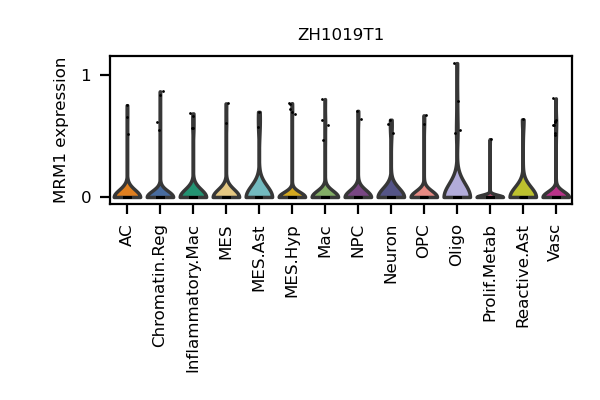 ZH1019T1
MRM1 expression
1
0
AC
Chromatin.Reg
Inflammatory.Mac
MES
MES.Ast
MES.Hyp
Mac
NPC
Neuron
OPC
Oligo
Prolif.Metab
Reactive.Ast
Vasc